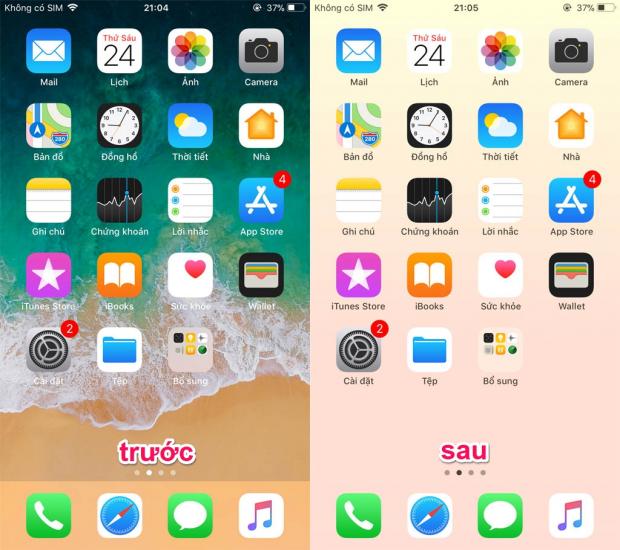 Không có SIM 21:04 37%
Thứ Sáu
24
Mail Lịch Ảnh Camera
280
Bản đồ Đồng hồ Thời tiết Nhà
4
Ghi chú Chứng khoán Lời nhắc App Store
iTunes Store iBooks Sức khỏe Wallet
2
Cài đặt Tệp Bổ sung
trước
Không có SIM 21:05 37%
Thứ Sáu
24
Mail Lịch Ảnh Camera
280
Bản đồ Đồng hồ Thời tiết Nhà
4
Ghi chú Chứng khoán Lời nhắc App Store
iTunes Store iBooks Sức khỏe Wallet
2
Cài đặt Tệp Bổ sung
sau